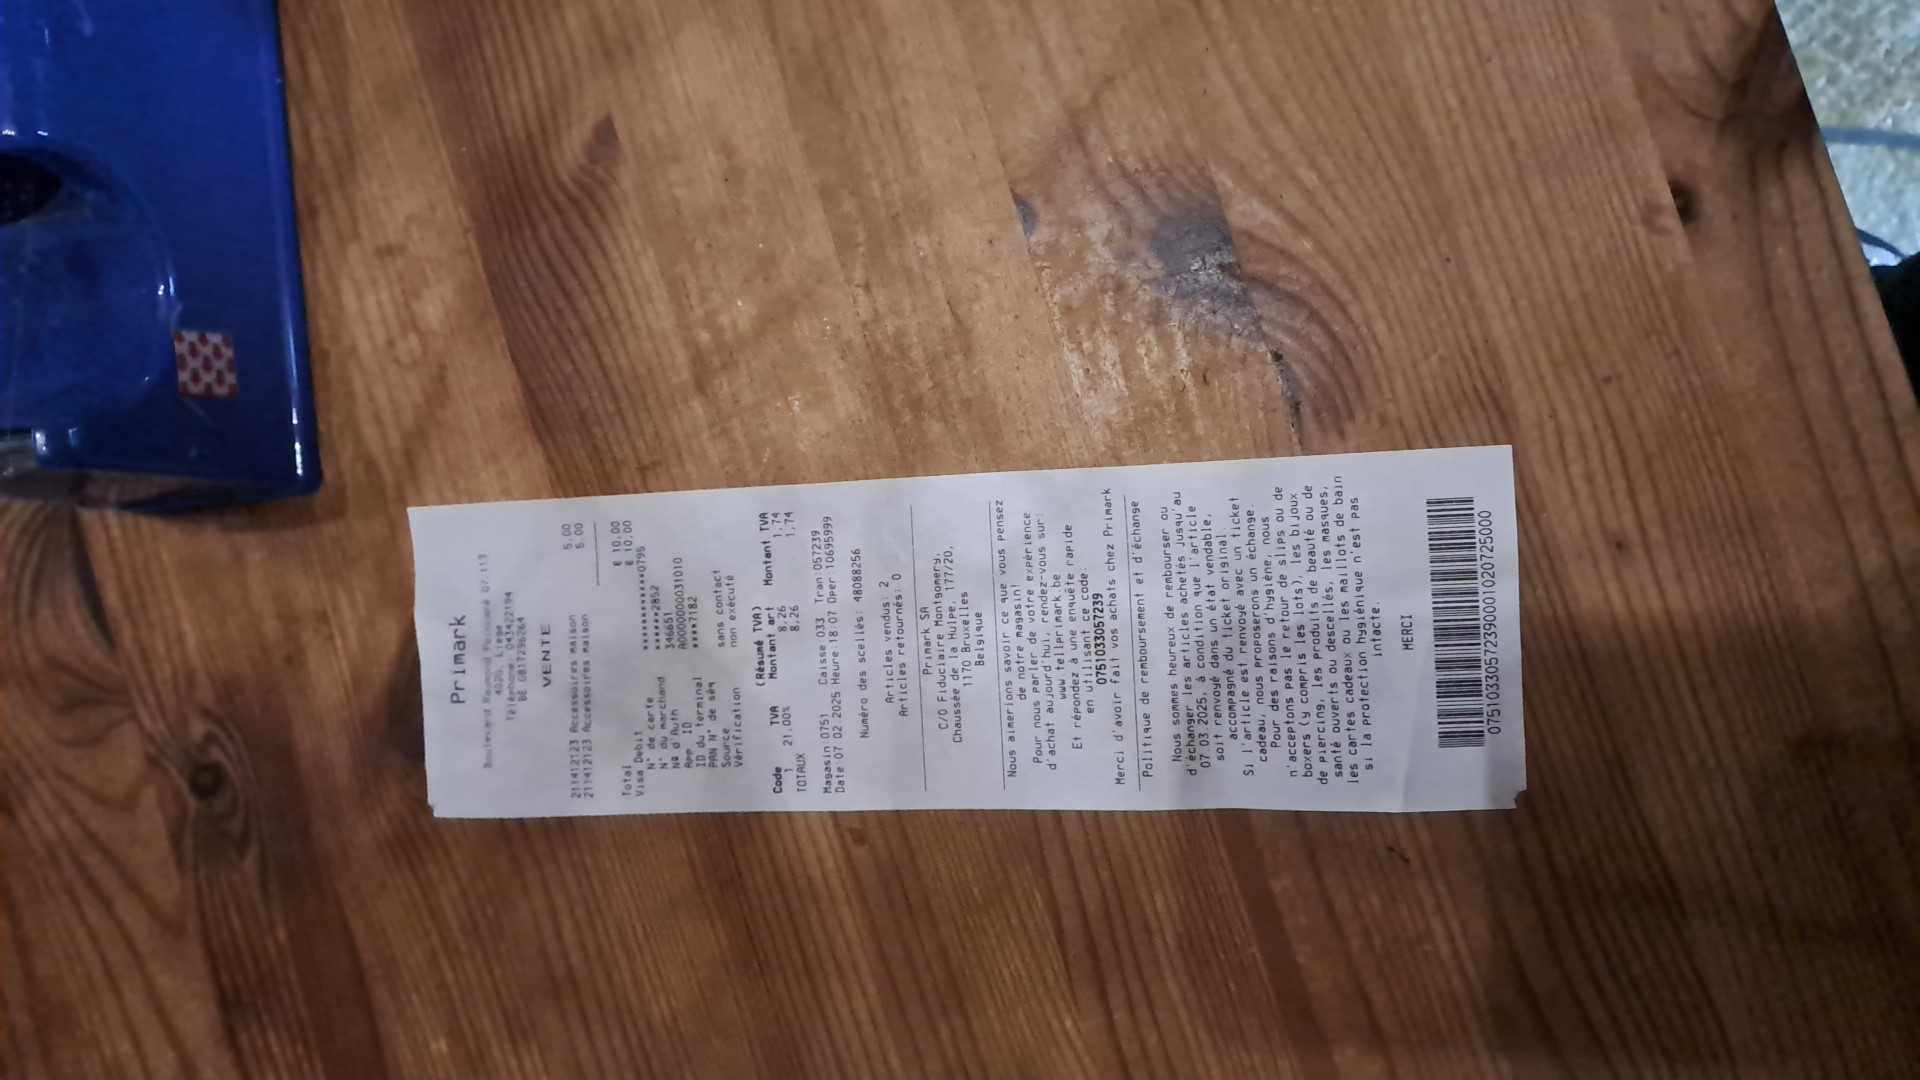 Primark
Boulevard Raymond Poincaré 07/113
4020, Liege
Téléphone 043422194
BE 0817296264
VENTE
211412123 Accessoires maison 5.00
211412123 Accessoires maison 5.00
Total € 10.00
Visa Debit € 10.00
N° de carte ************0795
N° du marchand ******2852
N° d'Auth 346651
App ID A0000000031010
ID du terminal ****7182
PAN N° de séq
Source sans contact
Vérification non exécuté
(Résumé TVA)
Code TVA Montant art Montant TVA
1 21.00% 8.26 1.74
TOTAUX 8.26 1.74
Magasin:0751 Caisse:033 Tran:057239
Date:07.02.2025 Heure:18:07 Oper:10695999
Numéro des scellés: 48088256
Articles vendus: 2
Articles retournés: 0
Primark SA
C/O Fiduciaire Montgomery,
Chaussée de la Hulpe, 177/20,
1170 Bruxelles
Belgique
Nous aimerions savoir ce que vous pensez
de notre magasin!
Pour nous parler de votre expérience
d'achat aujourd'hui, rendez-vous sur:
www.tellprimark.be
Et répondez à une enquête rapide
en utilisant ce code:
0751033057239
Merci d'avoir fait vos achats chez Primark
Politique de remboursement et d'échange
Nous sommes heureux de rembourser ou
d'échanger les articles achetés jusqu'au
07.03.2025, à condition que l'article
soit renvoyé dans un état vendable,
accompagné du ticket original.
Si l'article est renvoyé avec un ticket
cadeau, nous proposerons un échange.
Pour des raisons d'hygiène, nous
n'acceptons pas le retour de slips ou de
boxers (y compris les lots), les bijoux
de piercing, les produits de beauté ou de
santé ouverts ou descellés, les masques,
les cartes cadeaux ou les maillots de bain
si la protection hygiénique n'est pas
intacte.
MERCI
0751033057239000102072​5000